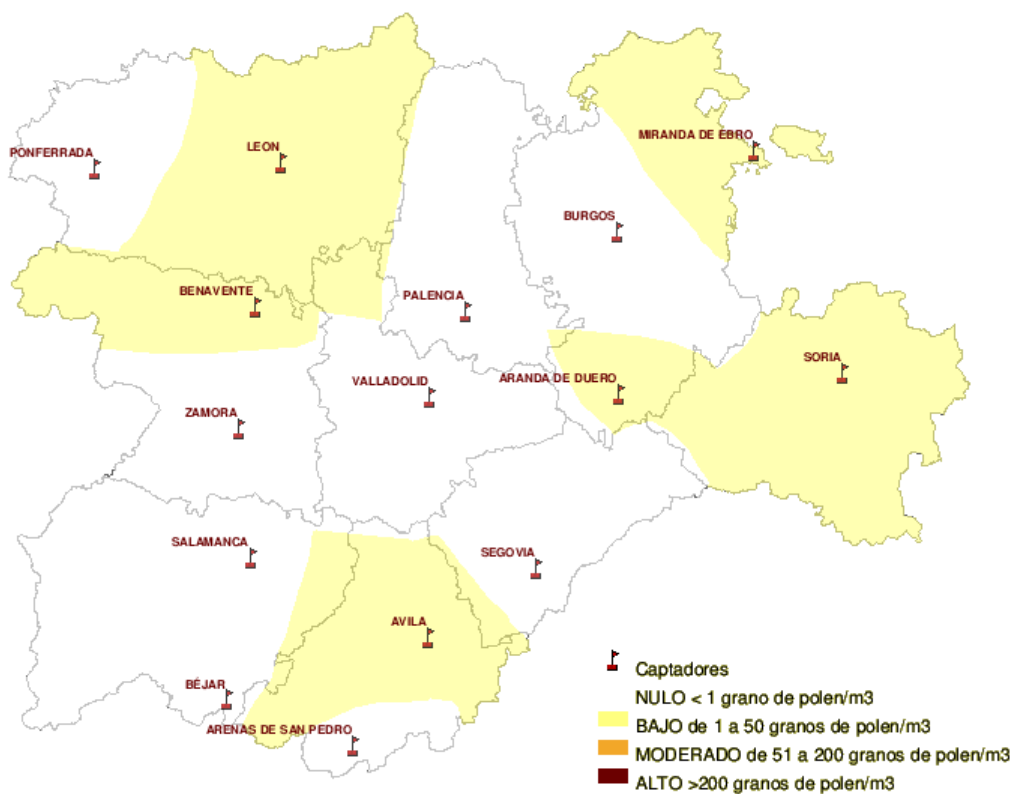 MIRANDA DE EBRO
PONFERRADA
LEON
BURGOS
BENAVENTE
PALENCIA
SORIA
VALLADOLID
ARANDA DE DUERO
ZAMORA
SALAMANCA
SEGOVIA
AVILA
BÉJAR
ARENAS DE SAN PEDRO
Captadores
NULO < 1 grano de polen/m3
BAJO de 1 a 50 granos de polen/m3
MODERADO de 51 a 200 granos de polen/m3
ALTO >200 granos de polen/m3